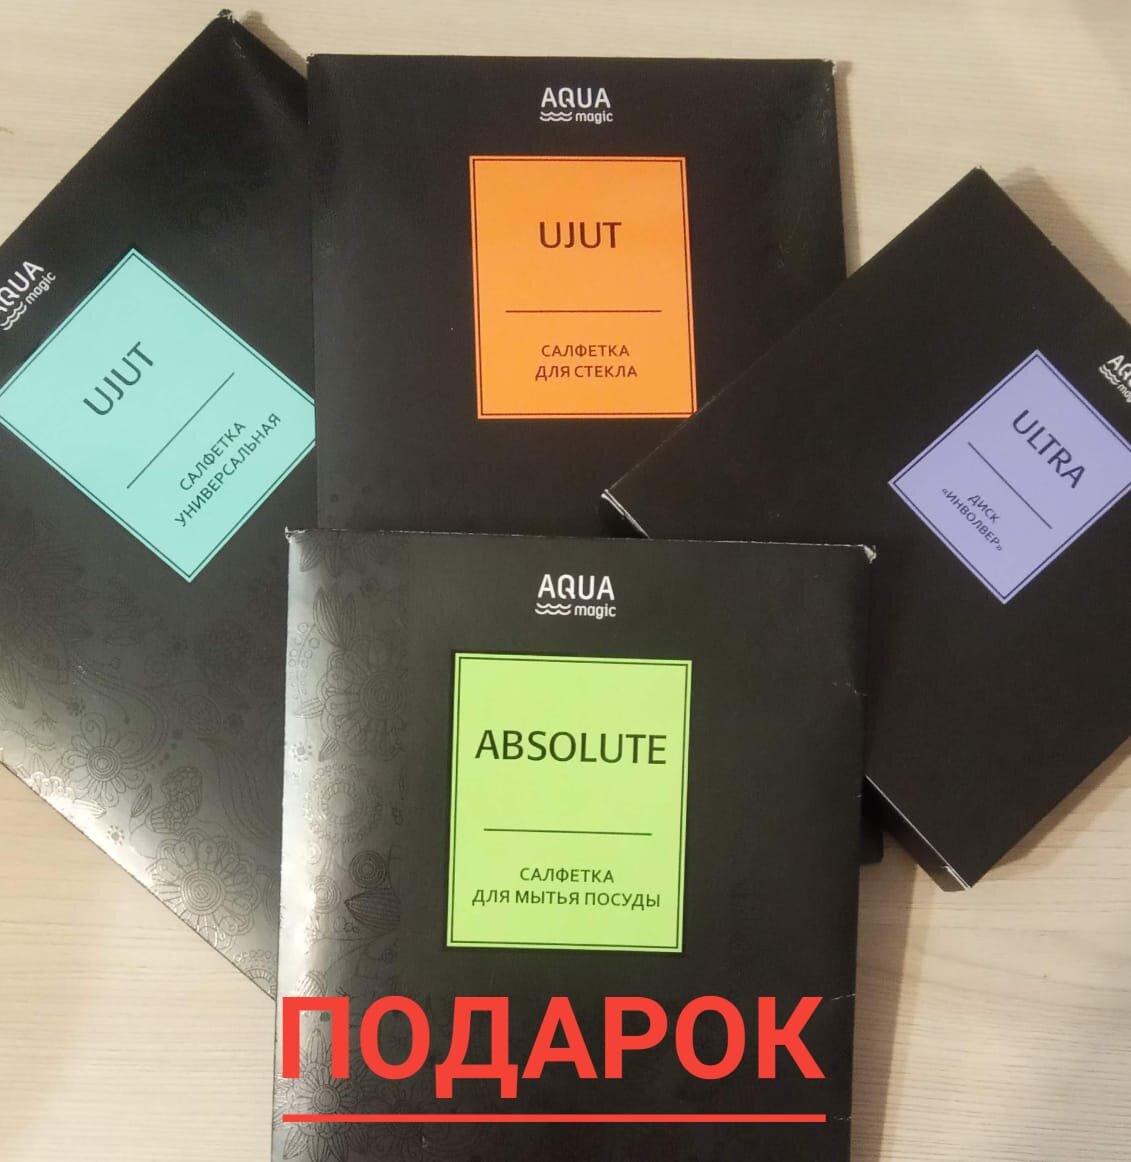 AQUA
magic
UJUT
САЛФЕТКА
УНИВЕРСАЛЬНАЯ
AQUA
magic
UJUT
САЛФЕТКА
ДЛЯ СТЕКЛА
ULTRA
ДИСК
«ИНВОЛВЕР»
AQUA
magic
ABSOLUTE
САЛФЕТКА
ДЛЯ МЫТЬЯ ПОСУДЫ
ПОДАРОК